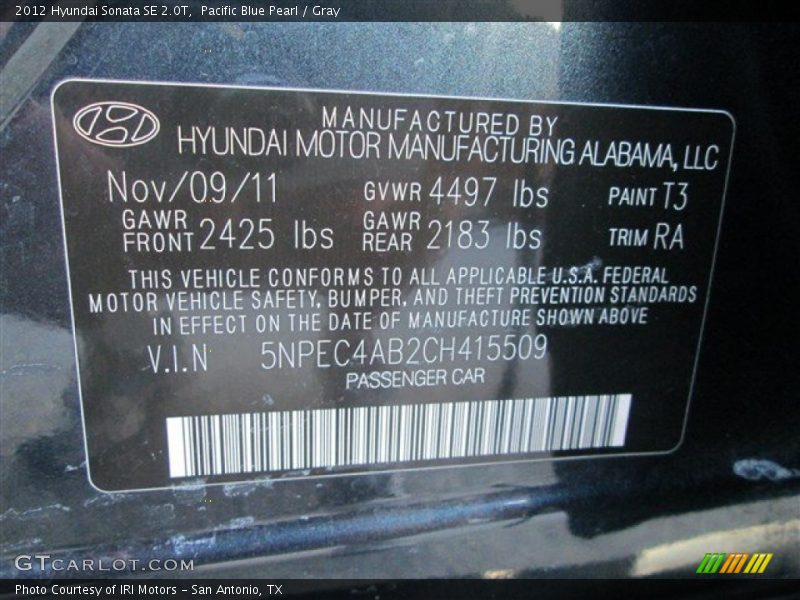 2012 Hyundai Sonata SE 2.0T, Pacific Blue Pearl / Gray
MANUFACTURED BY
HYUNDAI MOTOR MANUFACTURING ALABAMA, LLC
Nov/09/11 GVWR 4497 lbs PAINT T3
GAWR FRONT 2425 lbs GAWR REAR 2183 lbs TRIM RA
THIS VEHICLE CONFORMS TO ALL APPLICABLE U.S.A. FEDERAL
MOTOR VEHICLE SAFETY, BUMPER, AND THEFT PREVENTION STANDARDS
IN EFFECT ON THE DATE OF MANUFACTURE SHOWN ABOVE
V.I.N 5NPEC4AB2CH415509
PASSENGER CAR
GTCARLOT.COM
Photo Courtesy of IRI Motors – San Antonio, TX